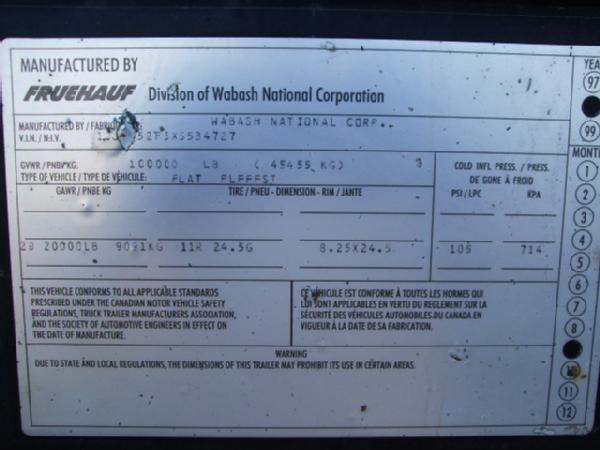 MANUFACTURED BY
FRUEHAUF Division of Wabash National Corporation
MANUFACTURED BY / WABASH NATIONAL CORP.
V.I.N. / N.I.V.
GVWR / PNBV KG: 100000 LB ( 45455 KG)
TYPE OF VEHICLE / TYPE DE VÉHICULE: FLAT
GAWR / PNBE KG TIRE / PNEU - DIMENSION - RIM / JANTE
COLD INFL PRESS. / PRESS.
DE GONE À FROID
PSI / LPC KPA
20000LB 9091KG 11R 24.5G 8.25X24.5 105 714
THIS VEHICLE CONFORMS TO ALL APPLICABLE STANDARDS
PRESCRIBED UNDER THE CANADIAN MOTOR VEHICLE SAFETY
REGULATIONS, TRUCK TRAILER MANUFACTURERS ASSOCIATION,
AND THE SOCIETY OF AUTOMOTIVE ENGINEERS IN EFFECT ON
THE DATE OF MANUFACTURE.
CE VÉHICULE EST CONFORME À TOUTES LES NORMES QUI
LUI SONT APPLICABLES EN VERTU DU REGLEMENT SUR LA
SÉCURITÉ DES VÉHICULES AUTOMOBILES DU CANADA EN
VIGUEUR À LA DATE DE SA FABRICATION.
WARNING
DUE TO STATE AND LOCAL REGULATIONS, THE DIMENSIONS OF THIS TRAILER MAY PROHIBIT ITS USE IN CERTAIN AREAS.
YEA
97
99
MONTH
1
2
3
4
5
6
7
8
10
11
12